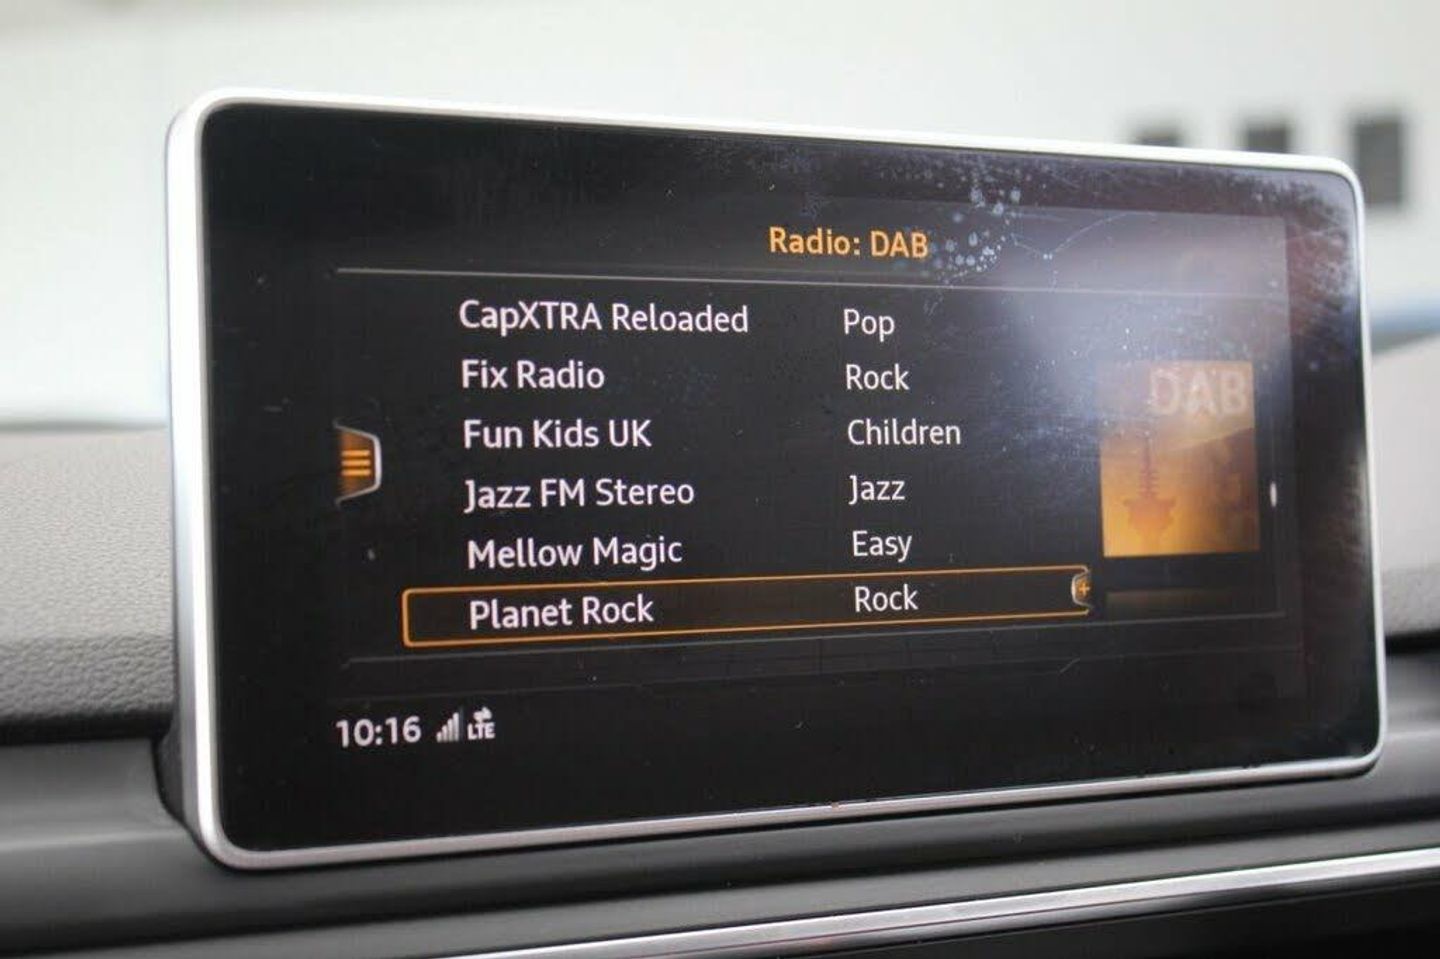 Radio: DAB
CapXTRA Reloaded Pop
Fix Radio Rock
Fun Kids UK Children
Jazz FM Stereo Jazz
Mellow Magic Easy
Planet Rock Rock
DAB
10:16 LTE